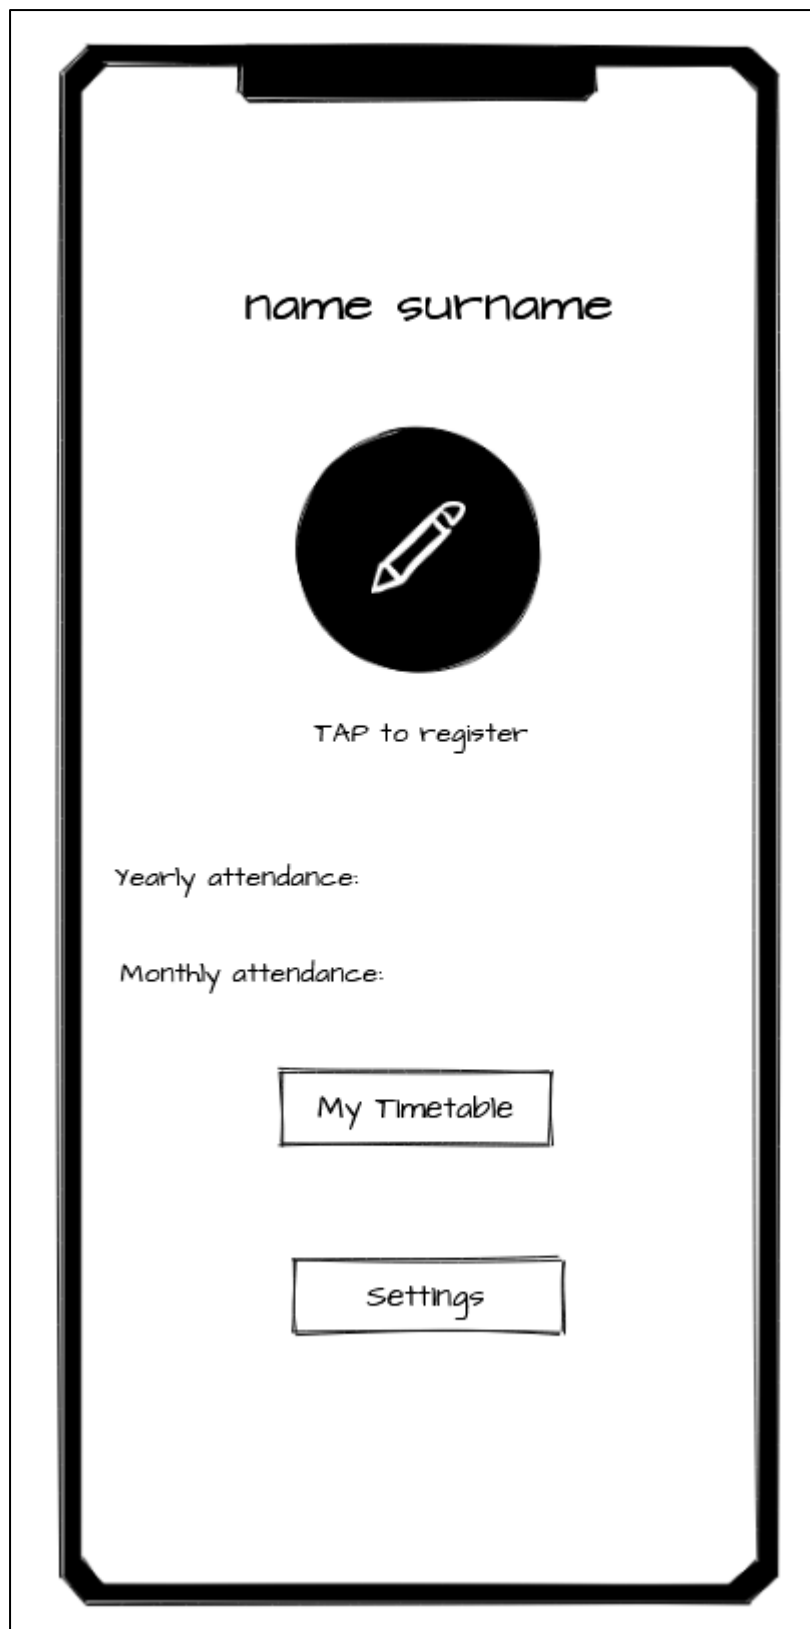 name surname
TAP to register
Yearly attendance:
Monthly attendance:
My Timetable
Settings